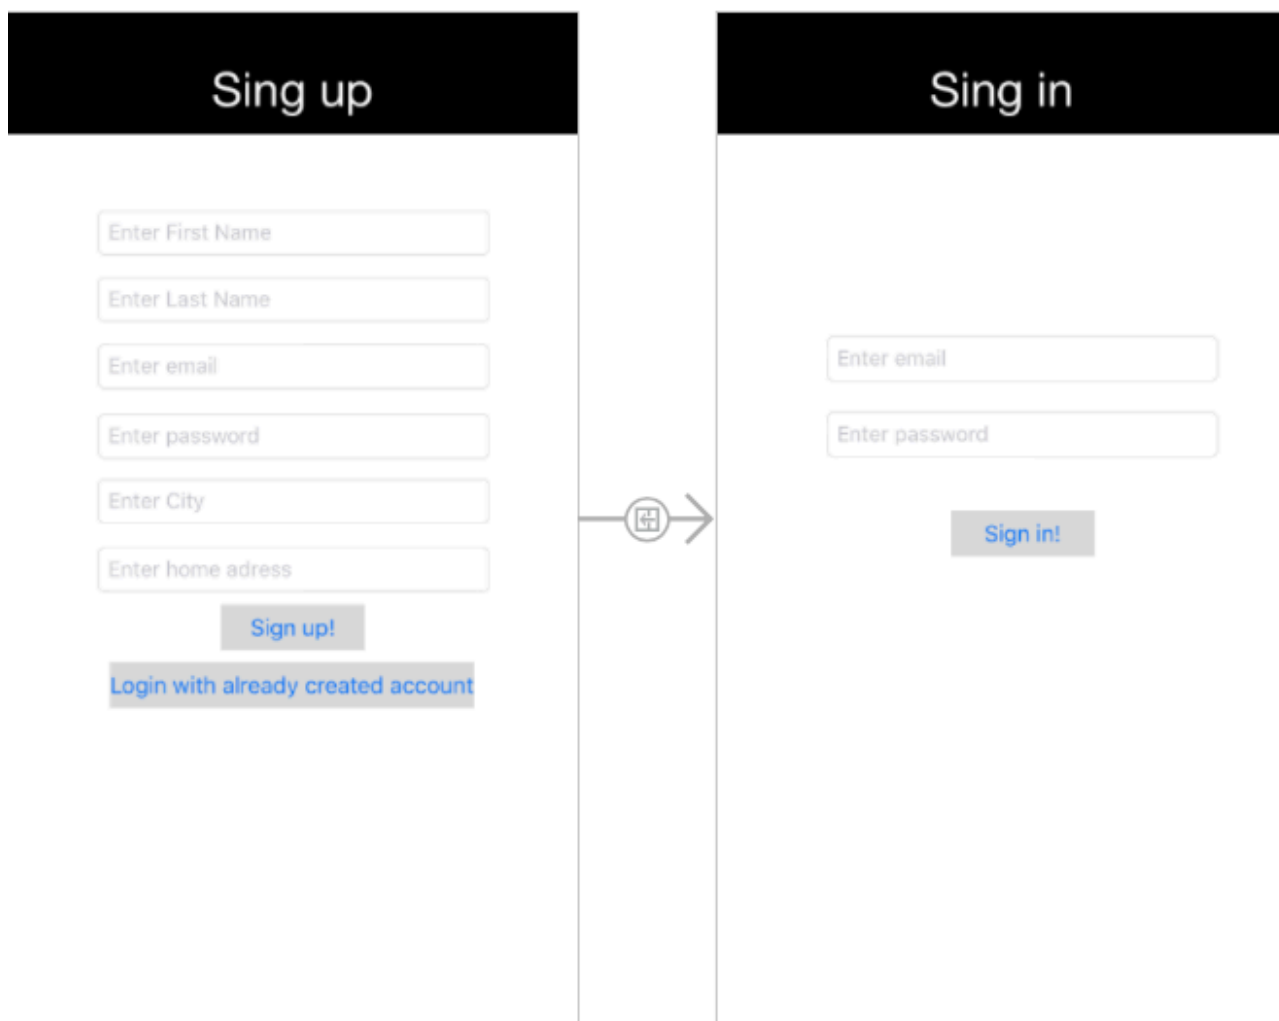 Sing up
Enter First Name
Enter Last Name
Enter email
Enter password
Enter City
Enter home adress
Sign up!
Login with already created account
Sing in
Enter email
Enter password
Sign in!